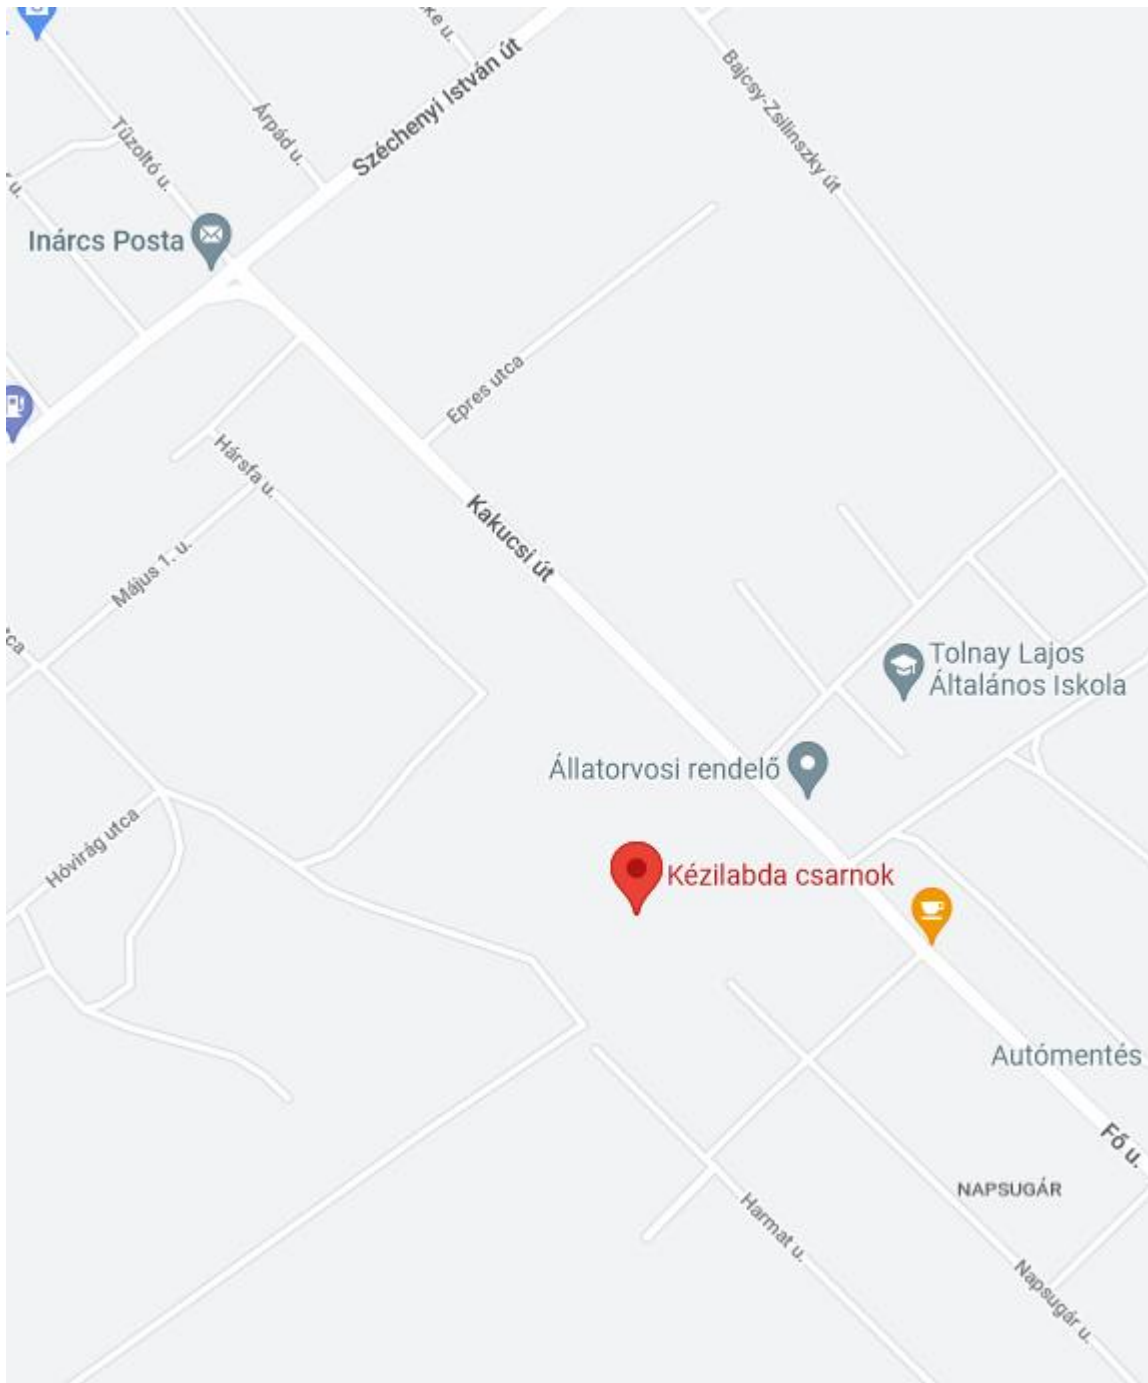 Széchenyi István út
Bajcsy-Zsilinszky út
Árpád u.
Tűzoltó u.
u.
Inárcs Posta
Epres utca
Hársfa u.
Kakucsi út
Május 1. u.
Tolnay Lajos
Általános Iskola
Állatorvosi rendelő
Hóvirág utca
Kézilabda csarnok
Autómentés
Fő u.
NAPSUGÁR
Harmat u.
Napsugár u.